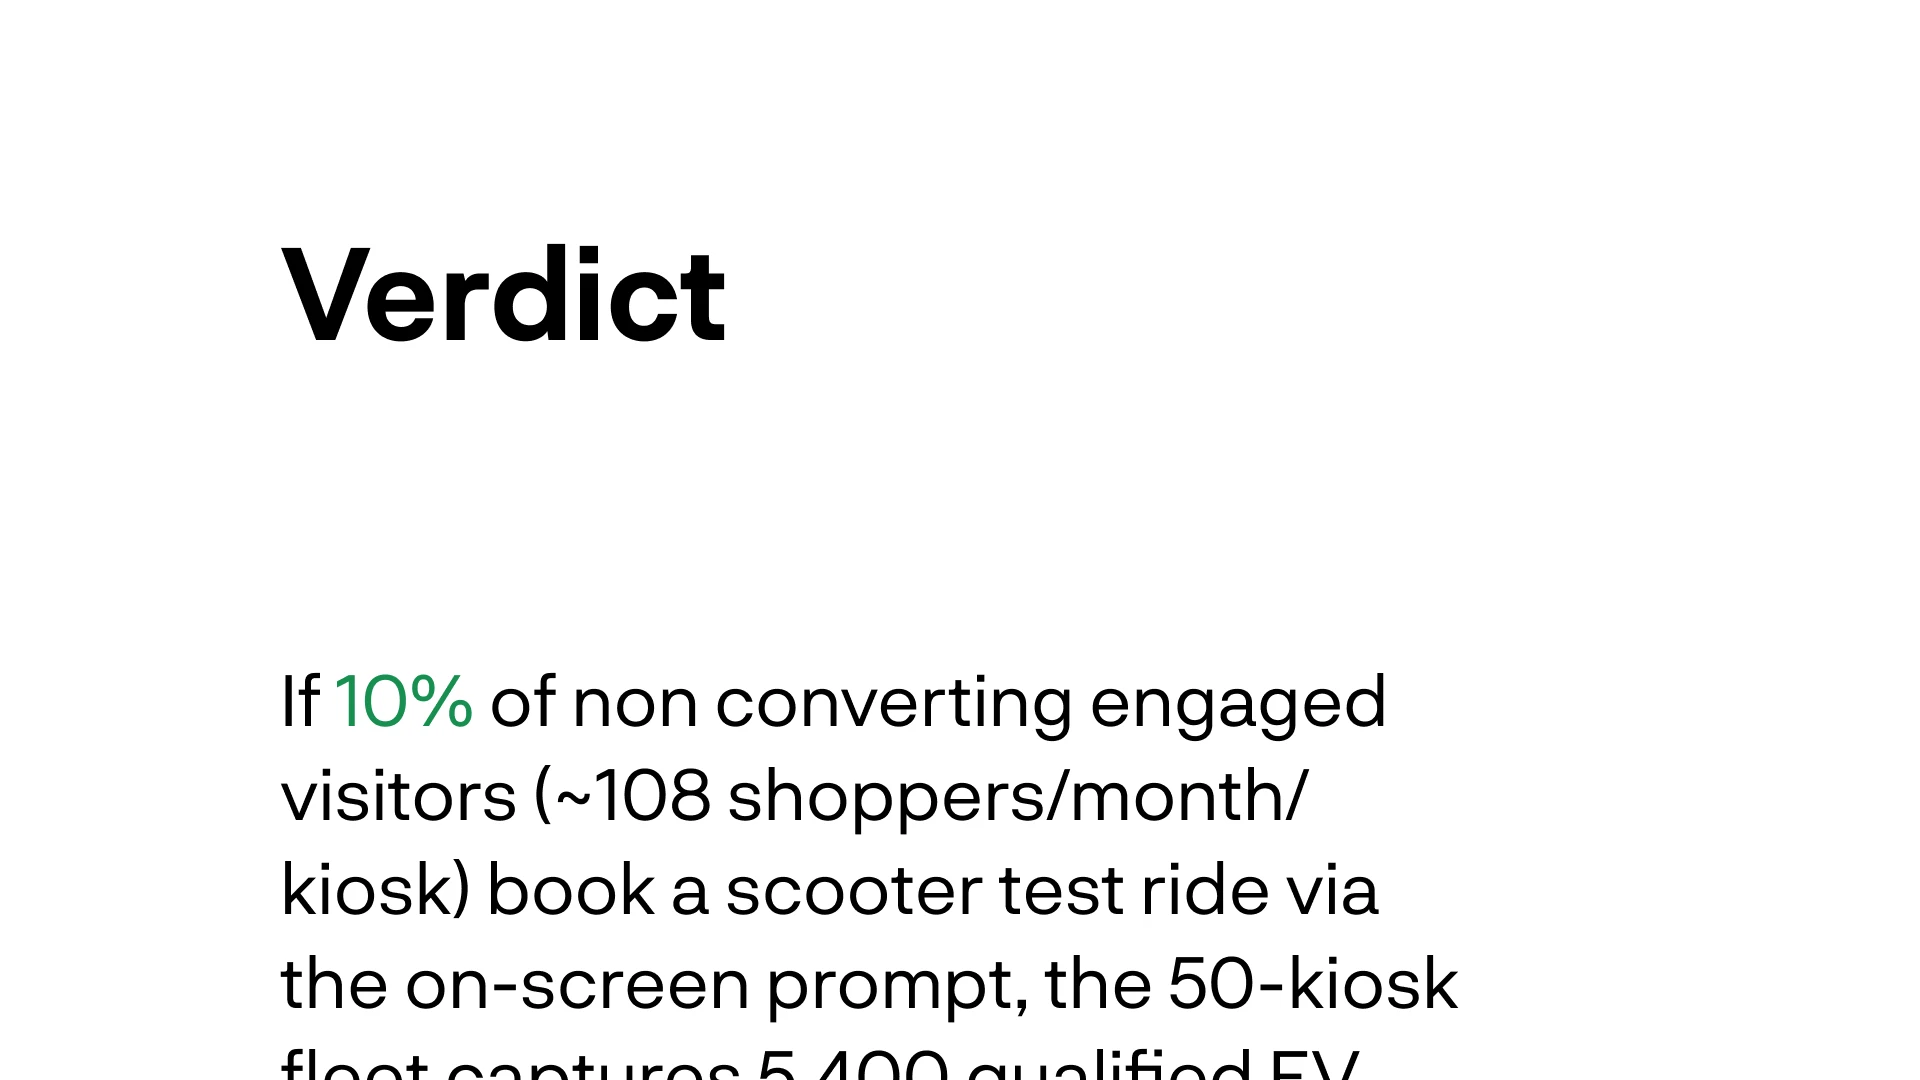 Verdict
If 10% of non converting engaged
visitors (~108 shoppers/month/
kiosk) book a scooter test ride via
the on-screen prompt, the 50-kiosk
fleet captures 5,400 qualified EV